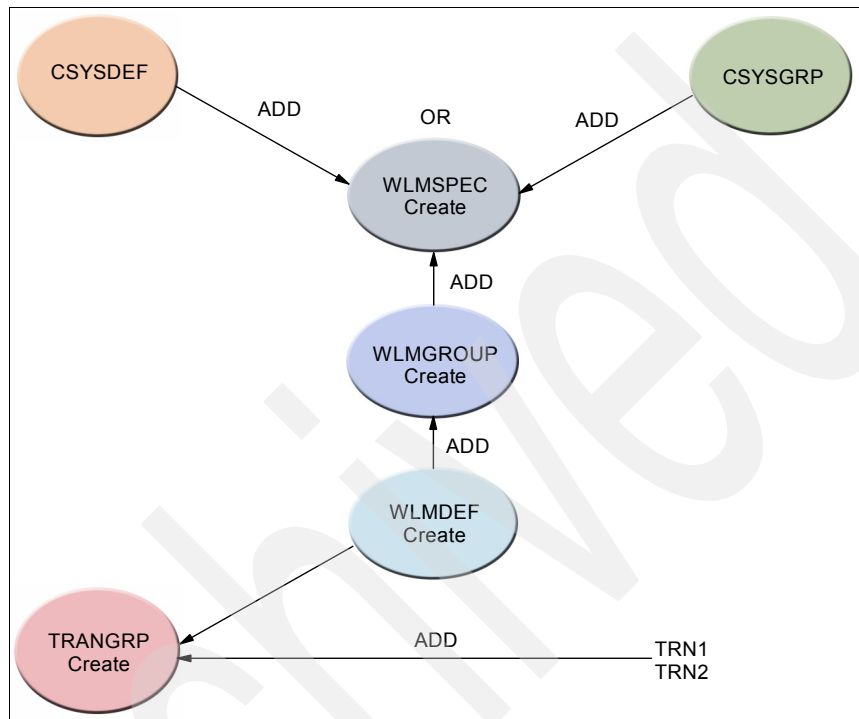 CSYSDEF
CSYSGRP
ADD
OR
ADD
WLMSPEC
Create
ADD
WLMGROUP
Create
ADD
WLMDEF
Create
TRANGRP
Create
ADD
TRN1
TRN2